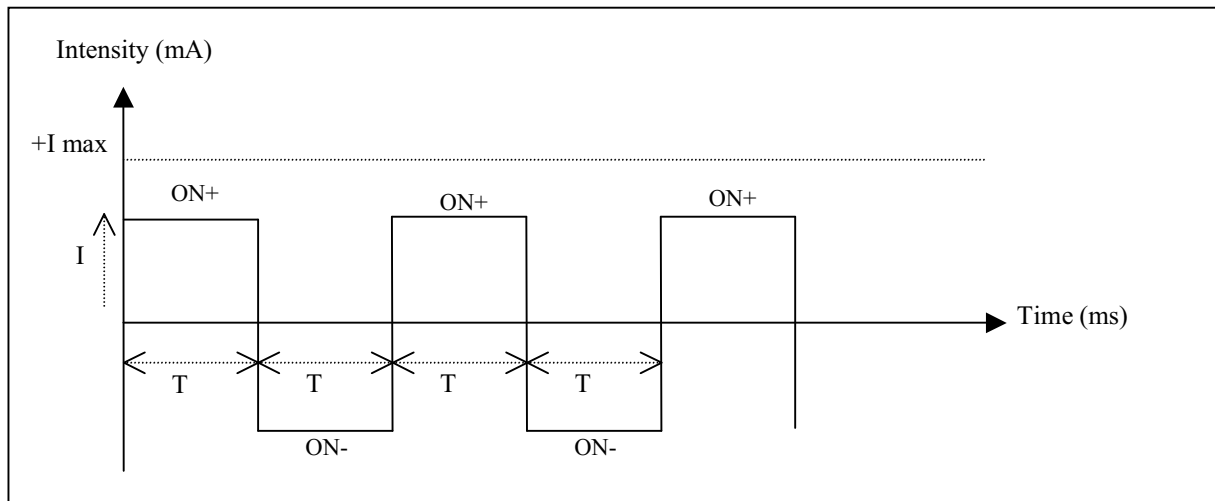 Intensity (mA)
+I max
ON+
ON+
ON+
I
Time (ms)
T
T
T
T
ON-
ON-